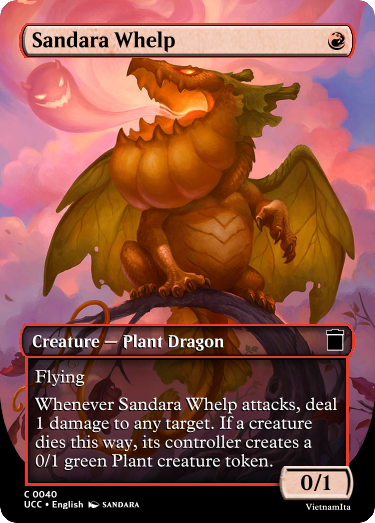 Sandara Whelp
Creature — Plant Dragon
Flying
Whenever Sandara Whelp attacks, deal
1 damage to any target. If a creature
dies this way, its controller creates a
0/1 green Plant creature token.
0/1
C 0040
UCC • English SANDARA
VietnamIta